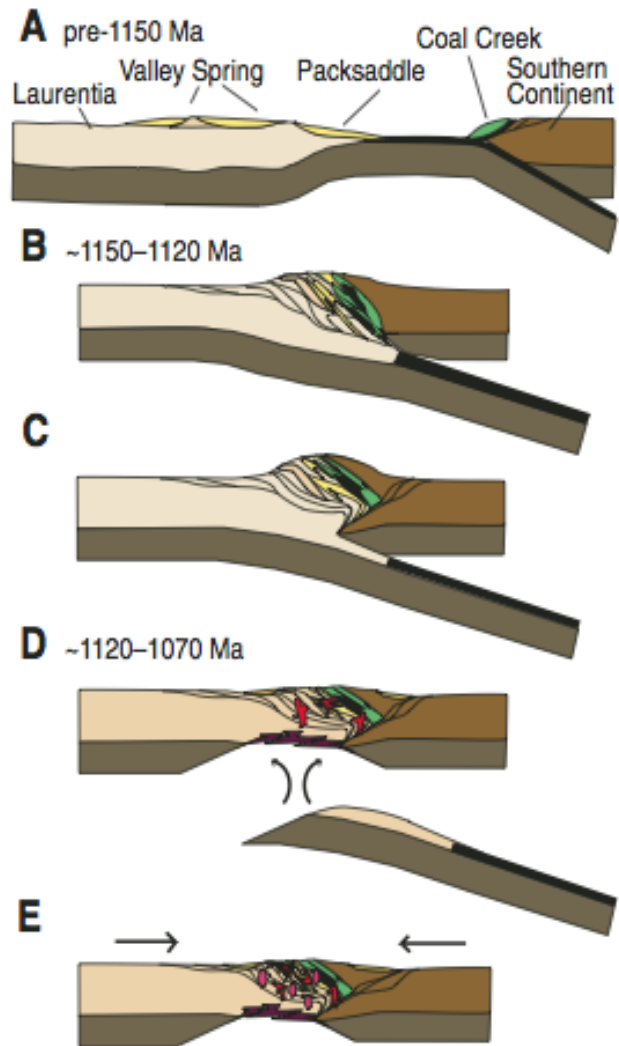 A pre-1150 Ma
Coal Creek
Valley Spring Packsaddle Southern
Laurentia Continent
B ~1150–1120 Ma
C
D ~1120–1070 Ma
E